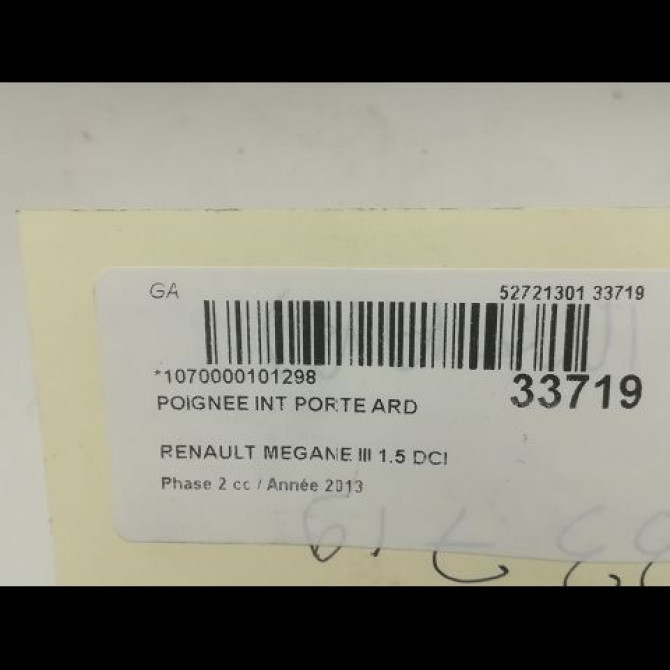 GA
52721301 33719
*1070000101298
33719
POIGNEE INT PORTE ARD
RENAULT MEGANE III 1.5 DCI
Phase 2 cc / Année 2013